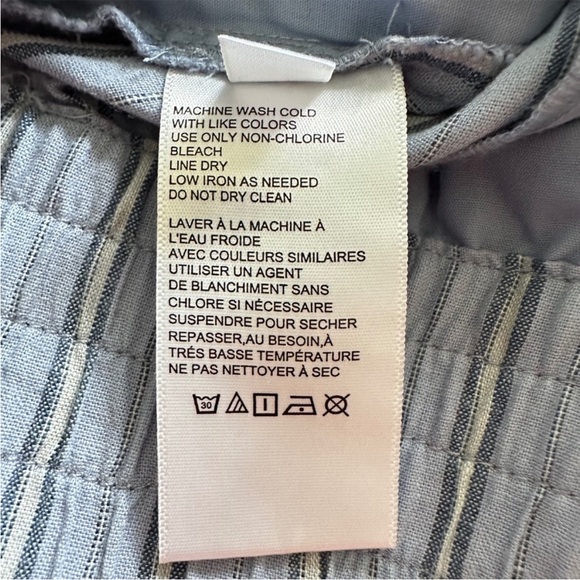 MACHINE WASH COLD
WITH LIKE COLORS
USE ONLY NON-CHLORINE
BLEACH
LINE DRY
LOW IRON AS NEEDED
DO NOT DRY CLEAN
LAVER À LA MACHINE À
L'EAU FROIDE
AVEC COULEURS SIMILAIRES
UTILISER UN AGENT
DE BLANCHIMENT SANS
CHLORE SI NÉCESSAIRE
SUSPENDRE POUR SECHER
REPASSER,AU BESOIN,À
TRÉS BASSE TEMPÉRATURE
NE PAS NETTOYER À SEC
30